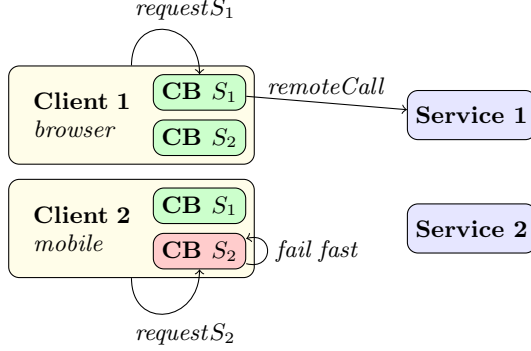 requestS₁
Client 1
browser
CB S₁
CB S₂
remoteCall
Service 1
Client 2
mobile
CB S₁
CB S₂
fail fast
Service 2
requestS₂